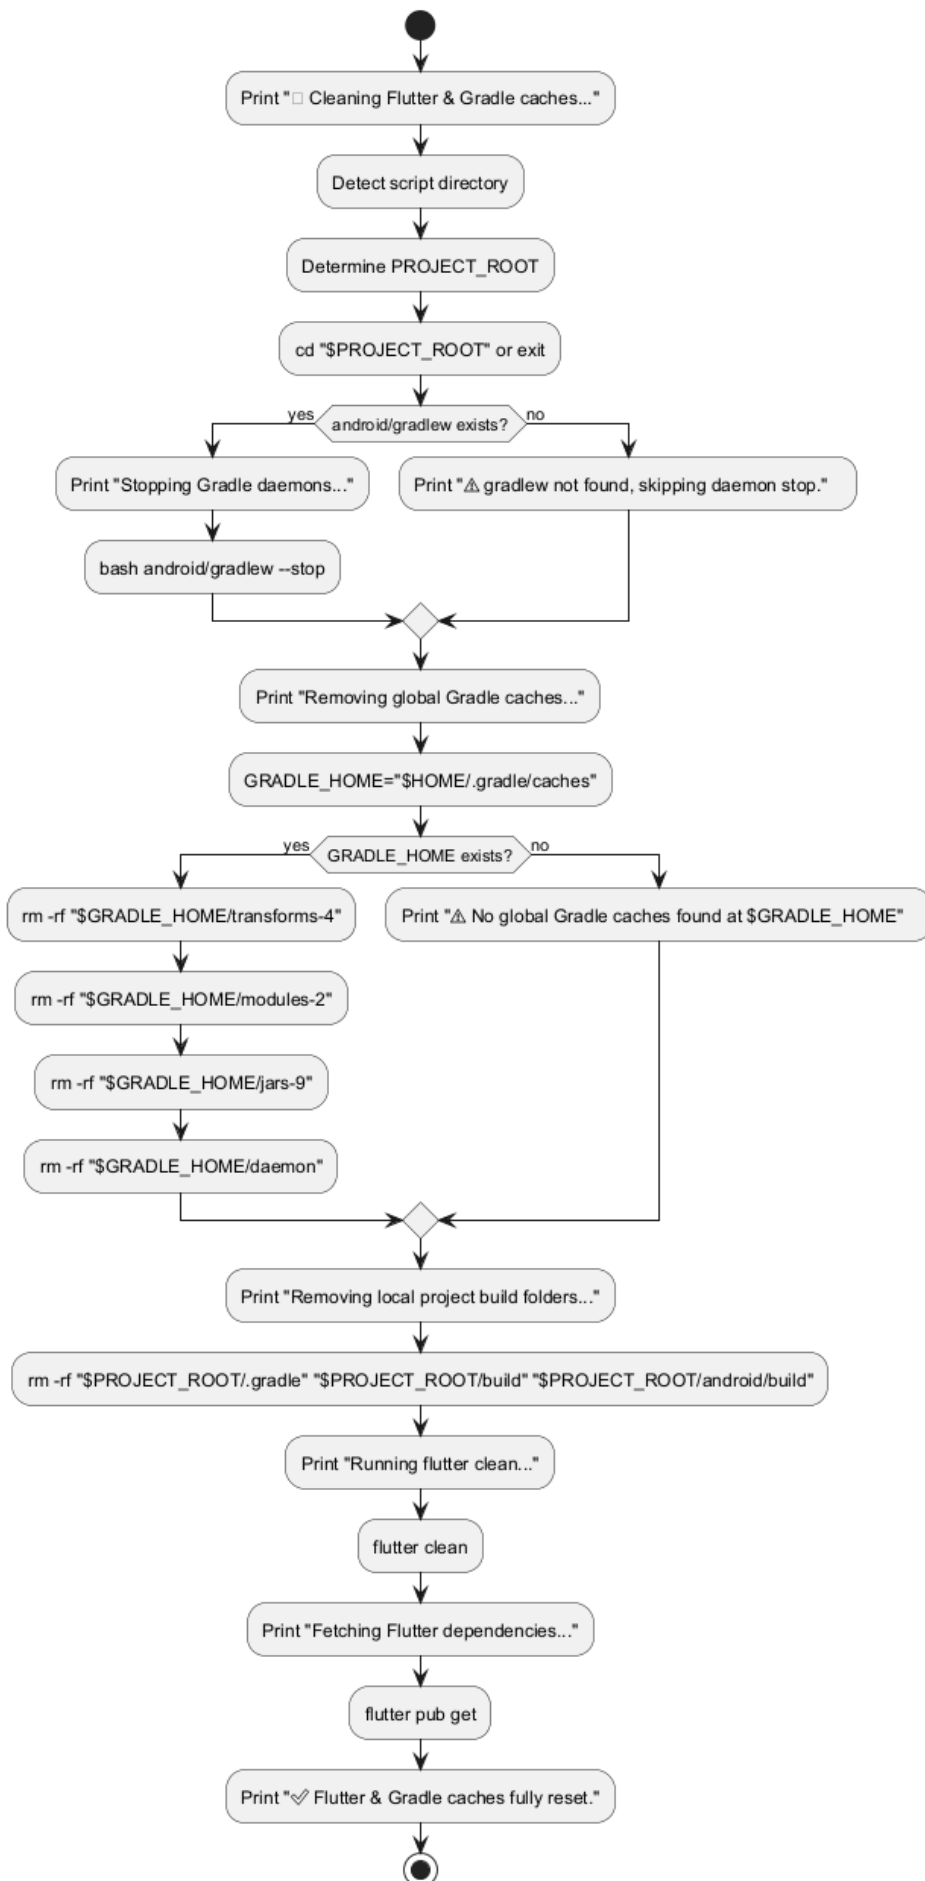 Print "□ Cleaning Flutter & Gradle caches..."
Detect script directory
Determine PROJECT_ROOT
cd "$PROJECT_ROOT" or exit
yes
android/gradlew exists?
no
Print "Stopping Gradle daemons..."
Print "⚠ gradlew not found, skipping daemon stop."
bash android/gradlew --stop
Print "Removing global Gradle caches..."
GRADLE_HOME="$HOME/.gradle/caches"
yes
GRADLE_HOME exists?
no
rm -rf "$GRADLE_HOME/transforms-4"
Print "⚠ No global Gradle caches found at $GRADLE_HOME"
rm -rf "$GRADLE_HOME/modules-2"
rm -rf "$GRADLE_HOME/jars-9"
rm -rf "$GRADLE_HOME/daemon"
Print "Removing local project build folders..."
rm -rf "$PROJECT_ROOT/.gradle" "$PROJECT_ROOT/build" "$PROJECT_ROOT/android/build"
Print "Running flutter clean..."
flutter clean
Print "Fetching Flutter dependencies..."
flutter pub get
Print "✅ Flutter & Gradle caches fully reset."